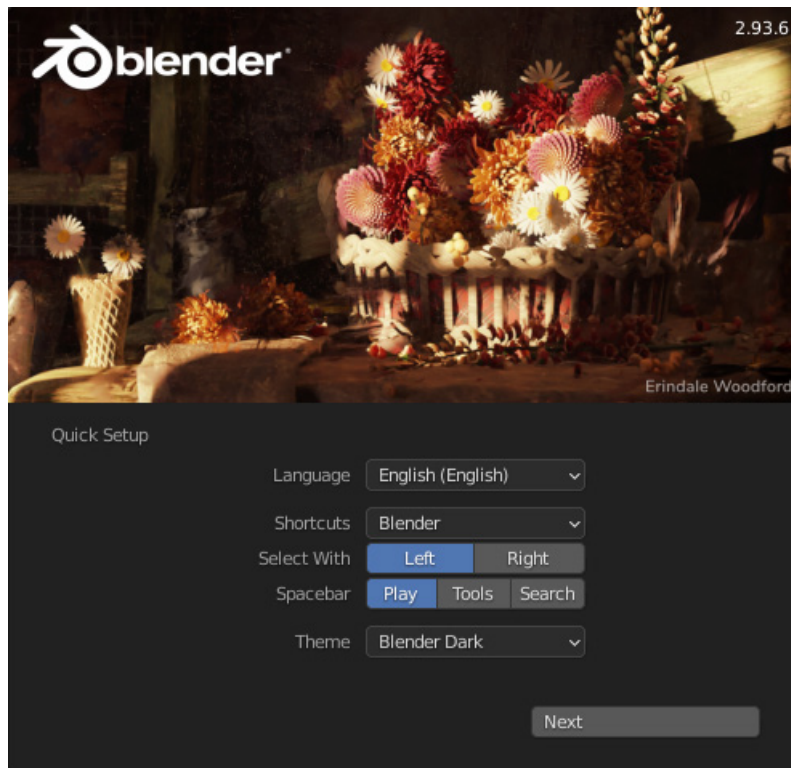 blender
2.93.6
Erindale Woodford
Quick Setup
Language English (English)
Shortcuts Blender
Select With Left Right
Spacebar Play Tools Search
Theme Blender Dark
Next